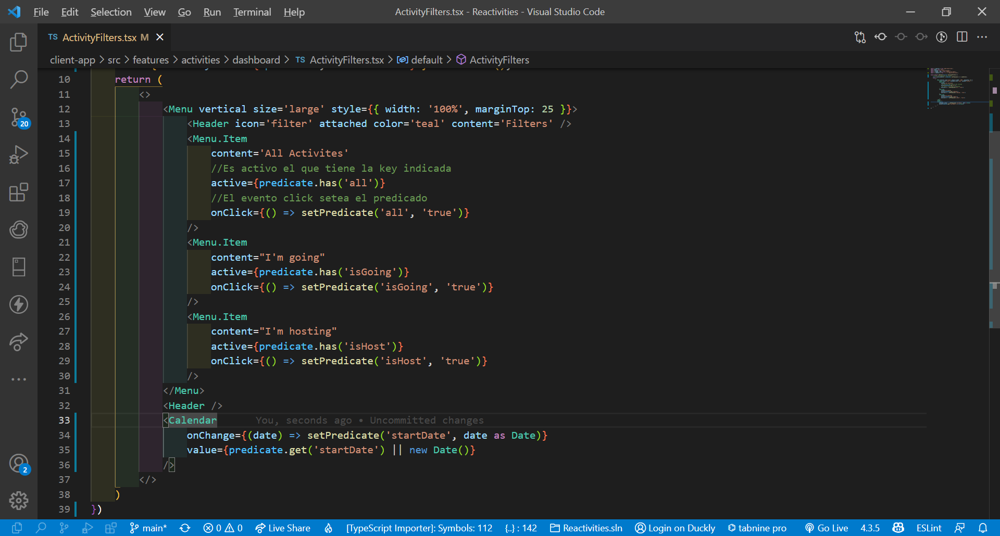 File Edit Selection View Go Run Terminal Help
ActivityFilters.tsx - Reactivities - Visual Studio Code
TS ActivityFilters.tsx M
client-app > src > features > activities > dashboard > TS ActivityFilters.tsx > default > ActivityFilters
10 return (
11 <>
12 <Menu vertical size='large' style={{ width: '100%', marginTop: 25 }}>
13 <Header icon='filter' attached color='teal' content='Filters' />
14 <Menu.Item
15 content='All Activites'
16 //Es activo el que tiene la key indicada
17 active={predicate.has('all')}
18 //El evento click setea el predicado
19 onClick={() => setPredicate('all', 'true')}
20 />
21 <Menu.Item
22 content="I'm going"
23 active={predicate.has('isGoing')}
24 onClick={() => setPredicate('isGoing', 'true')}
25 />
26 <Menu.Item
27 content="I'm hosting"
28 active={predicate.has('isHost')}
29 onClick={() => setPredicate('isHost', 'true')}
30 />
31 </Menu>
32 <Header />
33 <Calendar You, seconds ago • Uncommitted changes
34 onChange={(date) => setPredicate('startDate', date as Date)}
35 value={predicate.get('startDate') || new Date()}
36 />
37 </>
38 )
39 })
20
2
main* 0 0 Live Share [TypeScript Importer]: Symbols: 112 {..} : 142 Reactivities.sln Login on Duckly tabnine pro Go Live 4.3.5 ESLint